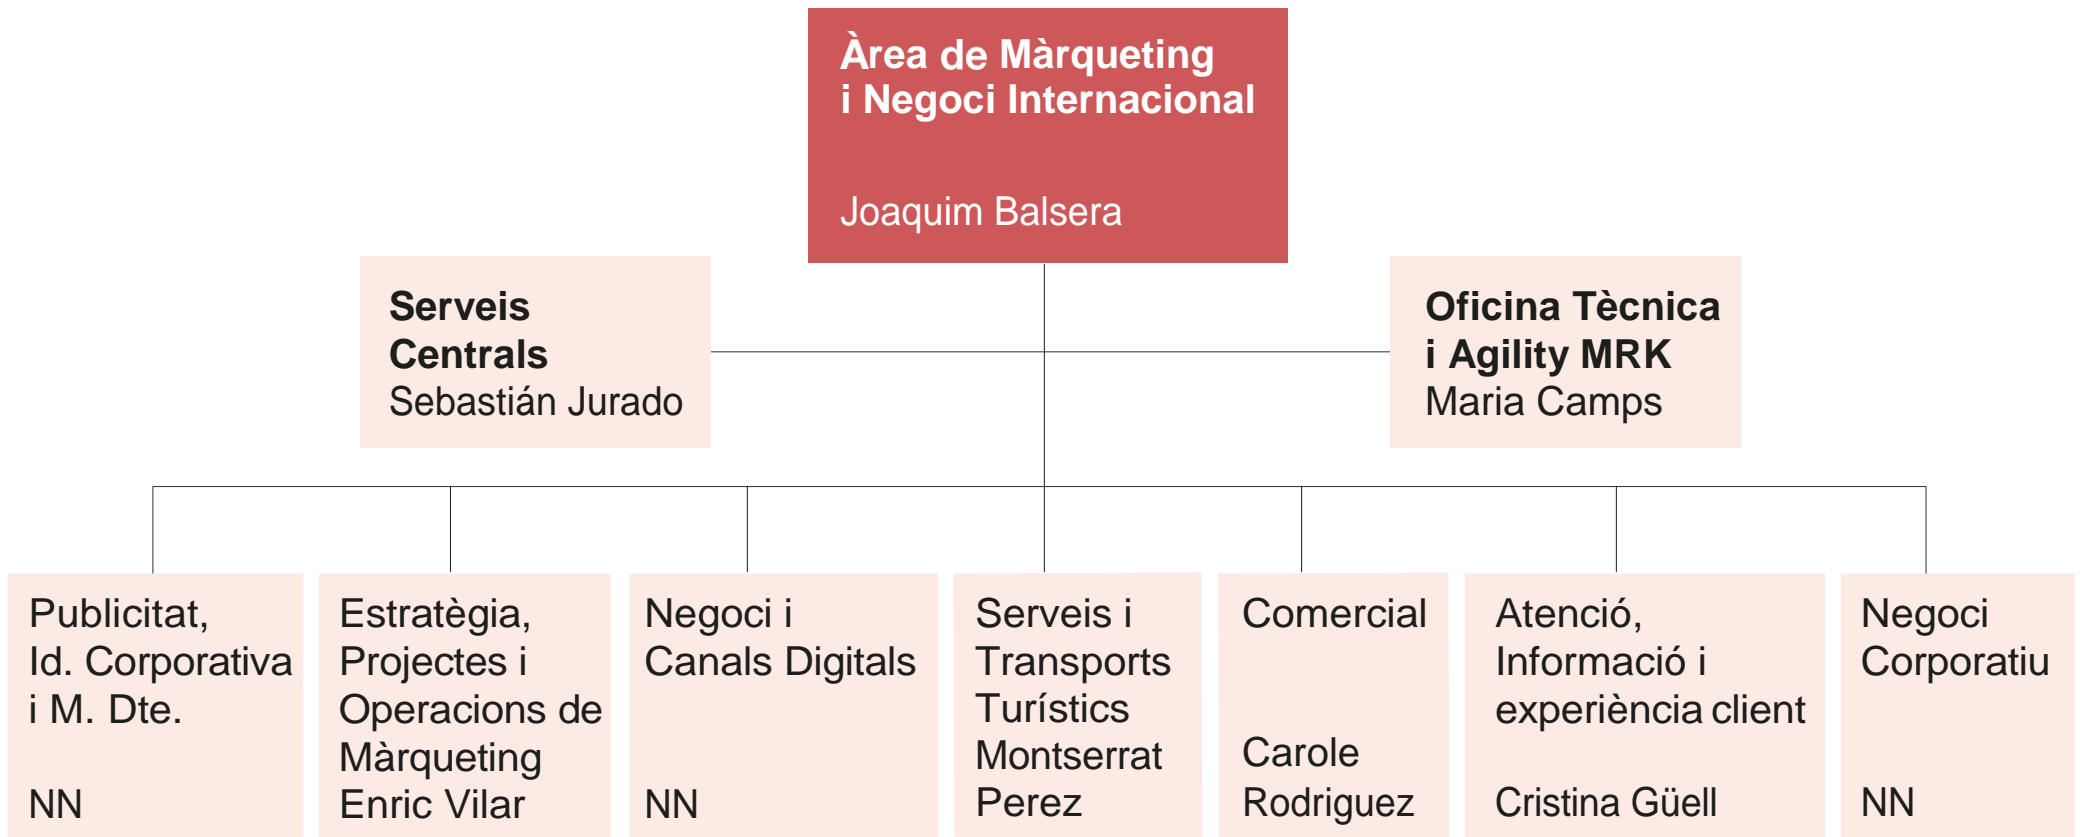 Àrea de Màrqueting
i Negoci Internacional
Joaquim Balsera
Serveis
Centrals
Sebastián Jurado
Oficina Tècnica
i Agility MRK
Maria Camps
Publicitat,
Id. Corporativa
i M. Dte.
NN
Estratègia,
Projectes i
Operacions de
Màrqueting
Enric Vilar
Negoci i
Canals Digitals
NN
Serveis i
Transports
Turístics
Montserrat
Perez
Comercial
Carole
Rodriguez
Atenció,
Informació i
experiència client
Cristina Güell
Negoci
Corporatiu
NN